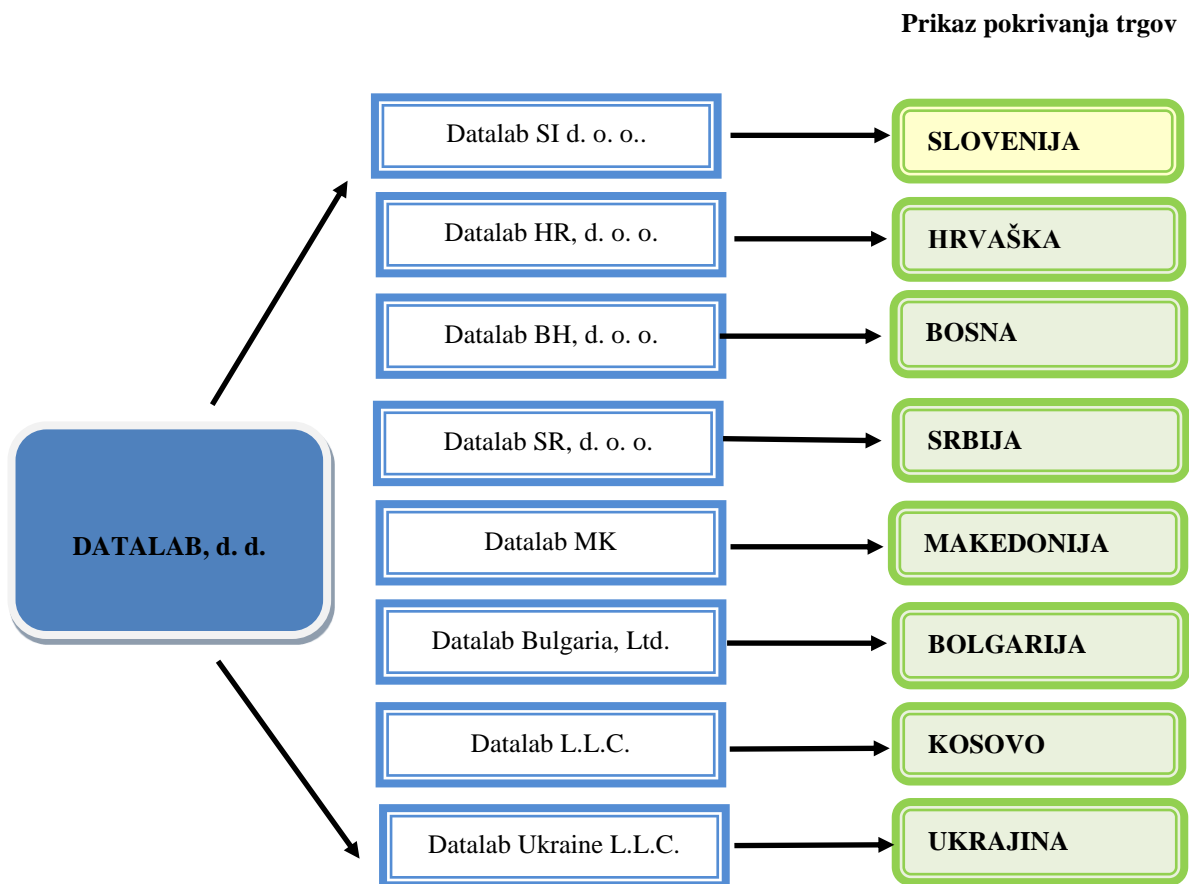 Prikaz pokrivanja trgov
Datalab SI d. o. o..
SLOVENIJA
Datalab HR, d. o. o.
HRVAŠKA
Datalab BH, d. o. o.
BOSNA
Datalab SR, d. o. o.
SRBIJA
DATALAB, d. d.
Datalab MK
MAKEDONIJA
Datalab Bulgaria, Ltd.
BOLGARIJA
Datalab L.L.C.
KOSOVO
Datalab Ukraine L.L.C.
UKRAJINA